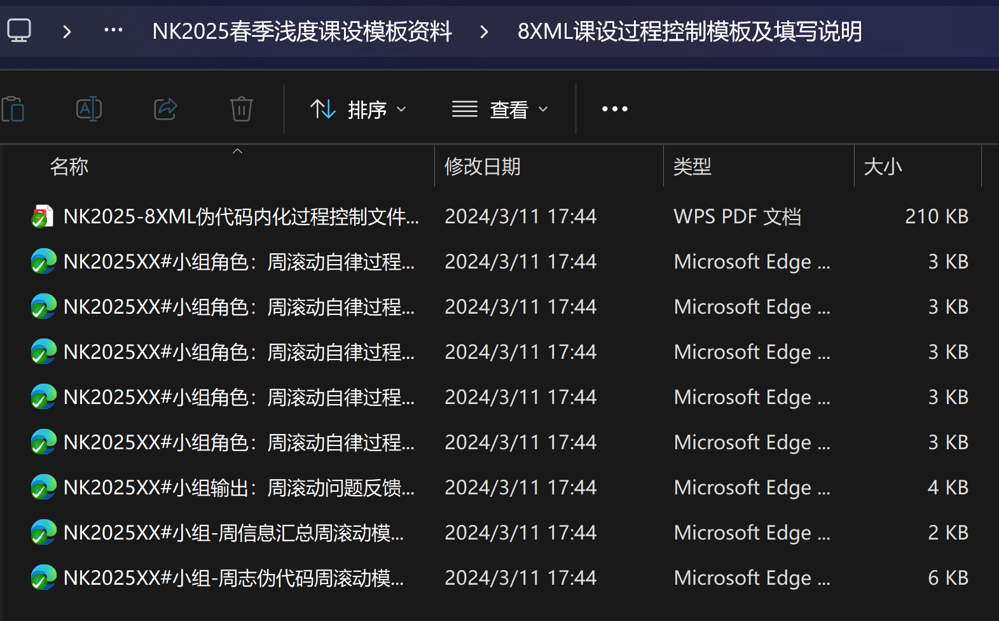 NK2025春季浅度课设模板资料 › 8XML课设过程控制模板及填写说明
排序 查看
名称 修改日期 类型 大小
NK2025-8XML伪代码内化过程控制文件... 2024/3/11 17:44 WPS PDF 文档 210 KB
NK2025XX#小组角色：周滚动自律过程... 2024/3/11 17:44 Microsoft Edge ... 3 KB
NK2025XX#小组角色：周滚动自律过程... 2024/3/11 17:44 Microsoft Edge ... 3 KB
NK2025XX#小组角色：周滚动自律过程... 2024/3/11 17:44 Microsoft Edge ... 3 KB
NK2025XX#小组角色：周滚动自律过程... 2024/3/11 17:44 Microsoft Edge ... 3 KB
NK2025XX#小组角色：周滚动自律过程... 2024/3/11 17:44 Microsoft Edge ... 3 KB
NK2025XX#小组输出：周滚动问题反馈... 2024/3/11 17:44 Microsoft Edge ... 4 KB
NK2025XX#小组-周信息汇总周滚动模... 2024/3/11 17:44 Microsoft Edge ... 2 KB
NK2025XX#小组-周志伪代码周滚动模... 2024/3/11 17:44 Microsoft Edge ... 6 KB